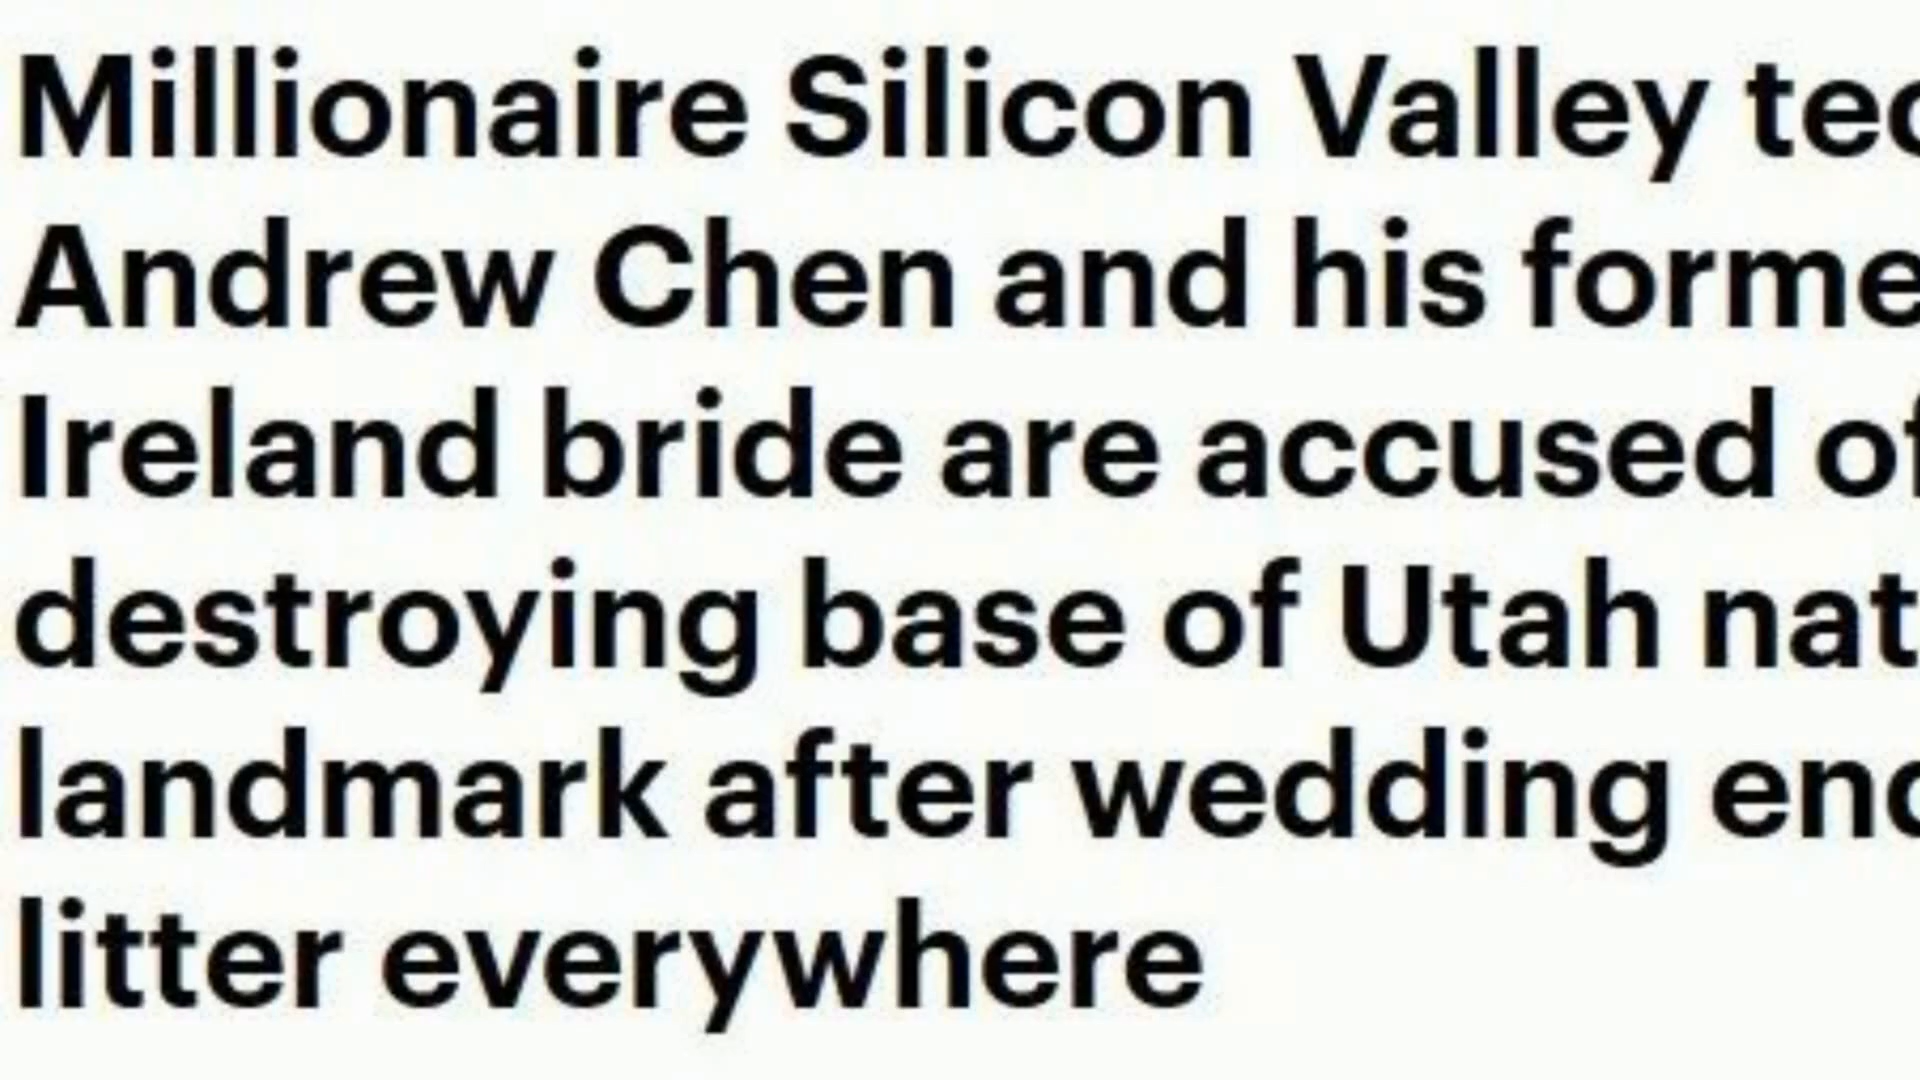 Millionaire Silicon Valley tec
Andrew Chen and his forme
Ireland bride are accused of
destroying base of Utah nat
landmark after wedding end
litter everywhere